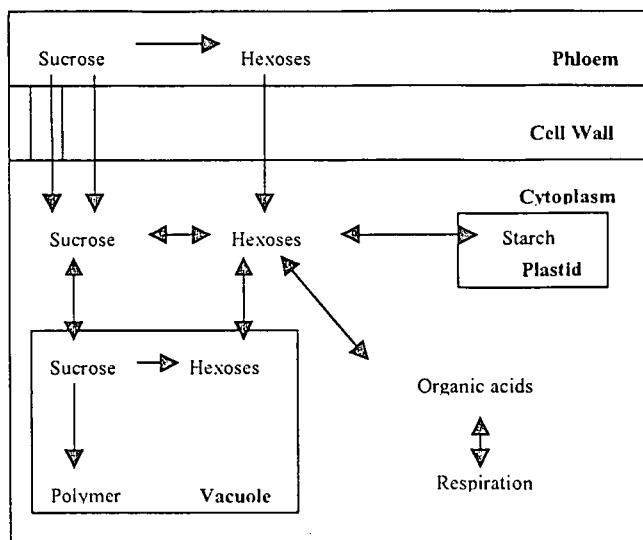 Sucrose Hexoses Phloem
Cell Wall
Cytoplasm
Sucrose Hexoses Starch
Plastid
Sucrose Hexoses
Organic acids
Respiration
Polymer Vacuole